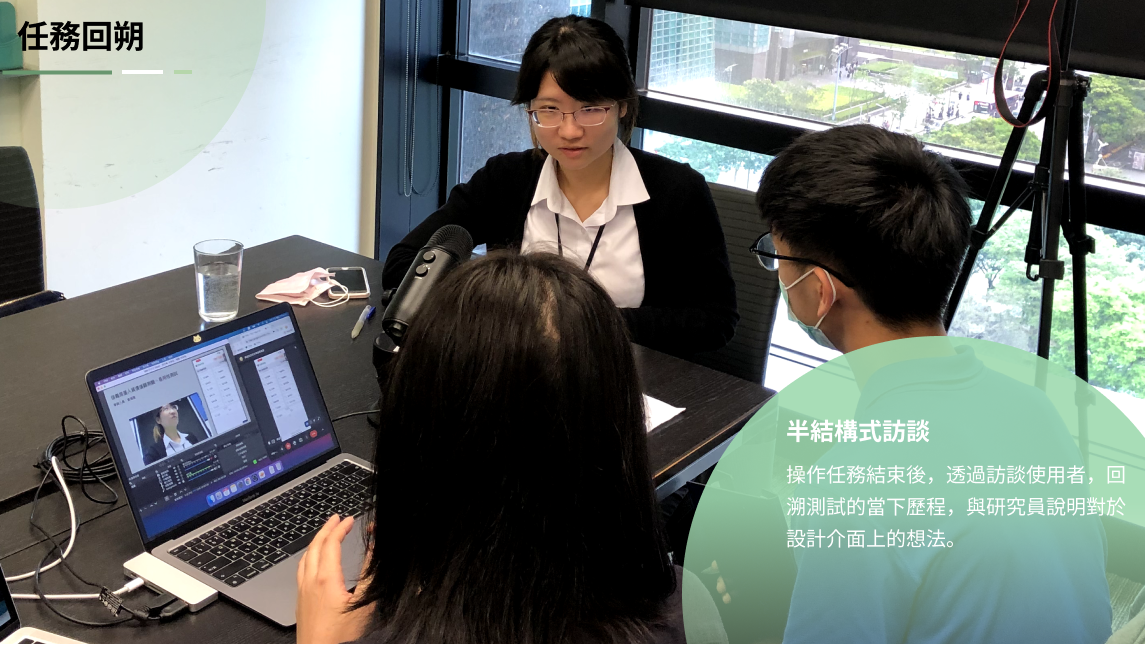 任務回朔
半結構式訪談
操作任務結束後，透過訪談使用者，回
溯測試的當下歷程，與研究員說明對於
設計介面上的想法。